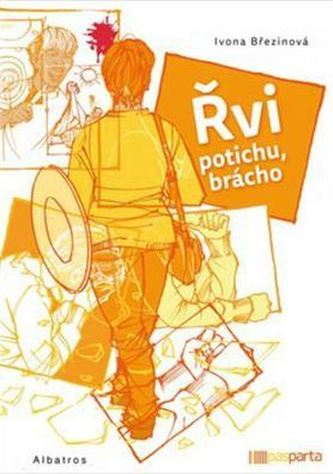 Ivona Březinová
Řvi
potichu,
brácho
Albatros
pasparta